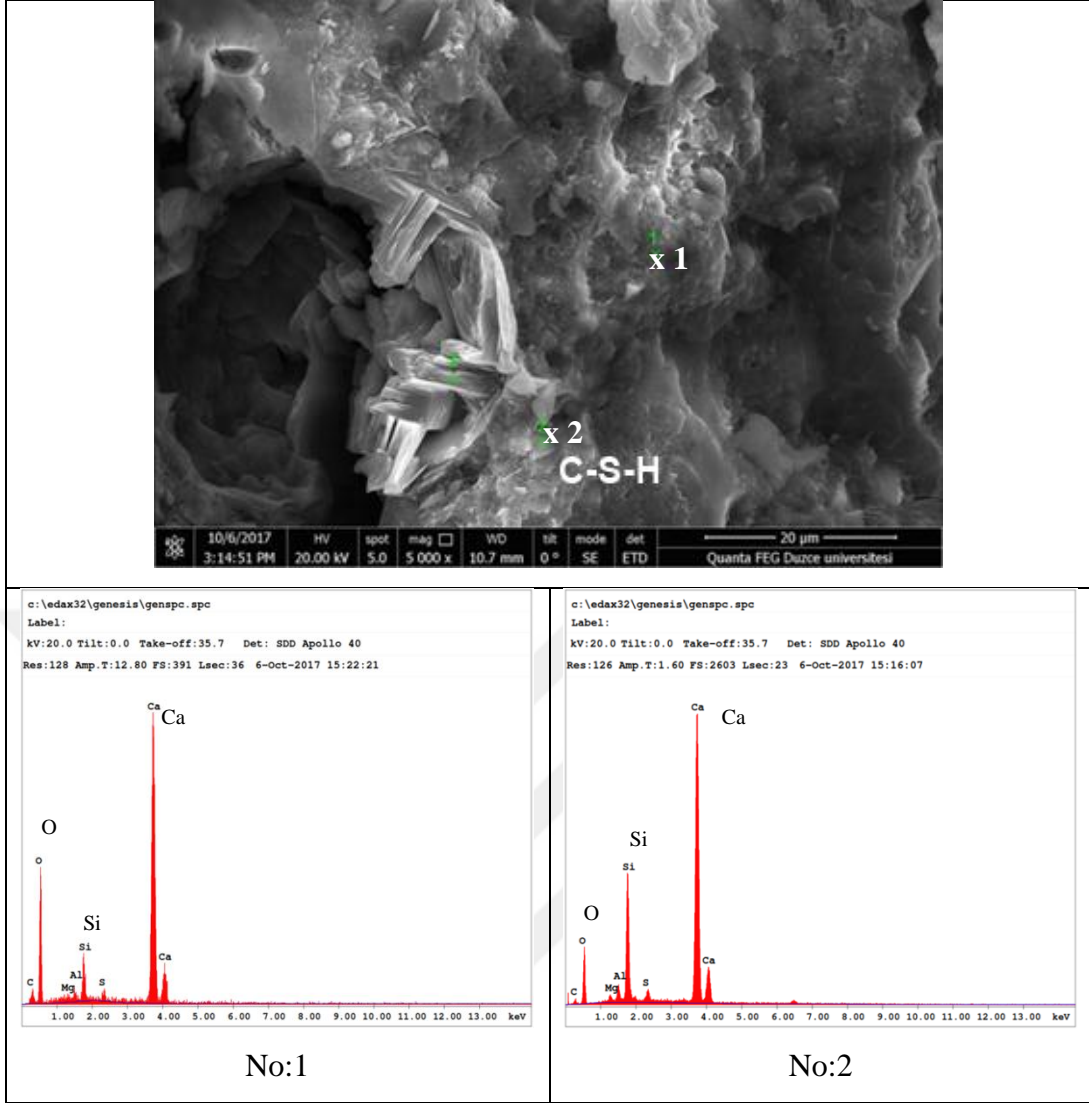 x 1
x 2
C-S-H
10/6/2017 HV spot mag WD tilt mode det 20 µm
3:14:51 PM 20.00 kV 5.0 5 000 x 10.7 mm 0 ° SE ETD Quanta FEG Duzce universitesi
c:\edax32\genesis\genspc.spc
Label:
kV:20.0 Tilt:0.0 Take-off:35.7 Det: SDD Apollo 40
Res:128 Amp.T:12.80 FS:391 Lsec:36 6-Oct-2017 15:22:21
Ca
Ca
O
O
Si
Si
Ca
C
Mg
Al
S
1.00 2.00 3.00 4.00 5.00 6.00 7.00 8.00 9.00 10.00 11.00 12.00 13.00 keV
No:1
c:\edax32\genesis\genspc.spc
Label:
kV:20.0 Tilt:0.0 Take-off:35.7 Det: SDD Apollo 40
Res:126 Amp.T:1.60 FS:2603 Lsec:23 6-Oct-2017 15:16:07
Ca
Ca
Si
Si
O
O
Ca
C
Mg
Al
S
1.00 2.00 3.00 4.00 5.00 6.00 7.00 8.00 9.00 10.00 11.00 12.00 13.00 keV
No:2